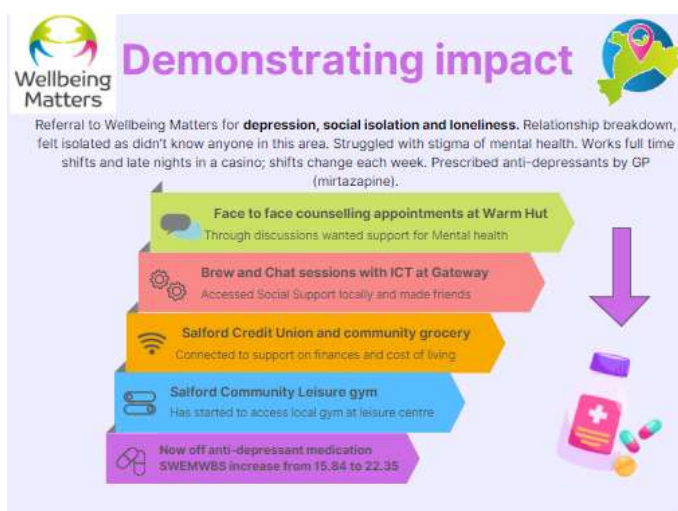 Wellbeing
Matters
Demonstrating impact
Referral to Wellbeing Matters for depression, social isolation and loneliness. Relationship breakdown,
felt isolated as didn't know anyone in this area. Struggled with stigma of mental health. Works full time
shifts and late nights in a casino; shifts change each week. Prescribed anti-depressants by GP
(mirtazapine).
Face to face counselling appointments at Warm Hut
Through discussions wanted support for Mental health
Brew and Chat sessions with ICT at Gateway
Accessed Social Support locally and made friends
Salford Credit Union and community grocery
Connected to support on finances and cost of living
Salford Community Leisure gym
Has started to access local gym at leisure centre
Now off anti-depressant medication
SWEMWBS increase from 15.84 to 22.35